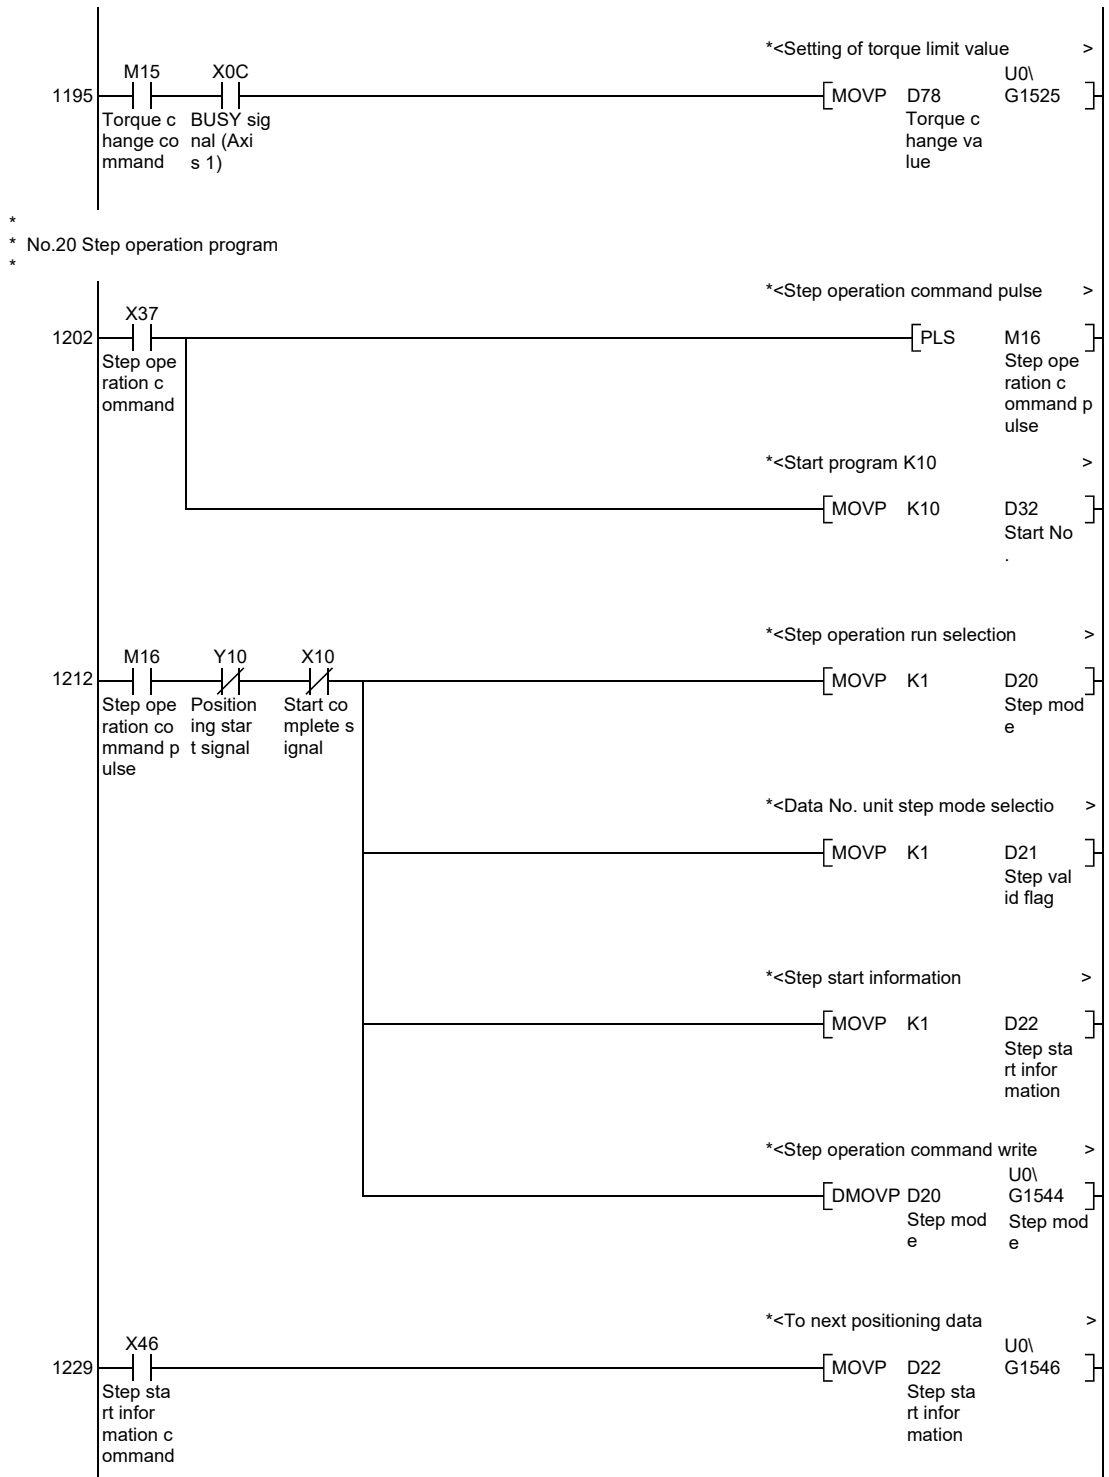 *<Setting of torque limit value >
M15 X0C U0\
1195 MOVP D78 G1525
Torque c BUSY sig Torque c
hange co nal (Axi hange va
mmand s 1) lue
*
* No.20 Step operation program
*
*<Step operation command pulse >
X37
1202 PLS M16
Step ope Step ope
ration c ration c
ommand ommand p
ulse
*<Start program K10 >
MOVP K10 D32
Start No
.
*<Step operation run selection >
M16 Y10 X10
1212 MOVP K1 D20
Step ope Position Start co Step mod
ration co ing star mplete s e
mmand p t signal ignal
ulse
*<Data No. unit step mode selectio >
MOVP K1 D21
Step val
id flag
*<Step start information >
MOVP K1 D22
Step sta
rt infor
mation
*<Step operation command write >
U0\
DMOVP D20 G1544
Step mod Step mod
e e
*<To next positioning data >
X46 U0\
1229 MOVP D22 G1546
Step sta Step sta
rt infor rt infor
mation c mation
ommand